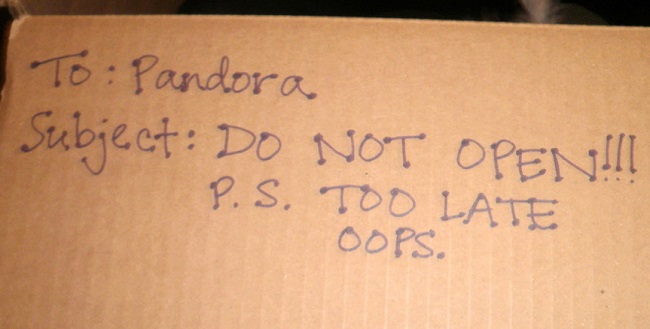 To: Pandora
Subject: DO NOT OPEN!!!
P.S. TOO LATE
OOPS.